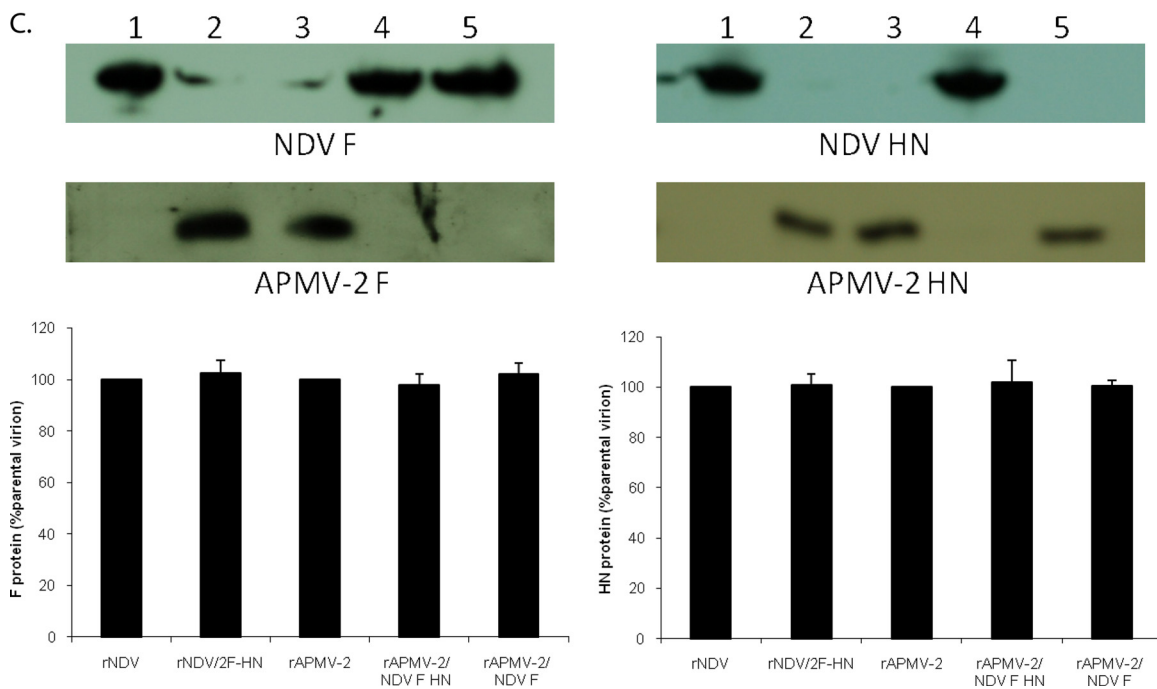 C.
1 2 3 4 5
NDV F
APMV-2 F
1 2 3 4 5
NDV HN
APMV-2 HN
F protein (%parental virion)
120
100
80
60
40
20
0
rNDV
rNDV/2F-HN
rAPMV-2
rAPMV-2/
NDV F HN
rAPMV-2/
NDV F
HN protein (%parental virion)
120
100
80
60
40
20
0
rNDV
rNDV/2F-HN
rAPMV-2
rAPMV-2/
NDV F HN
rAPMV-2/
NDV F